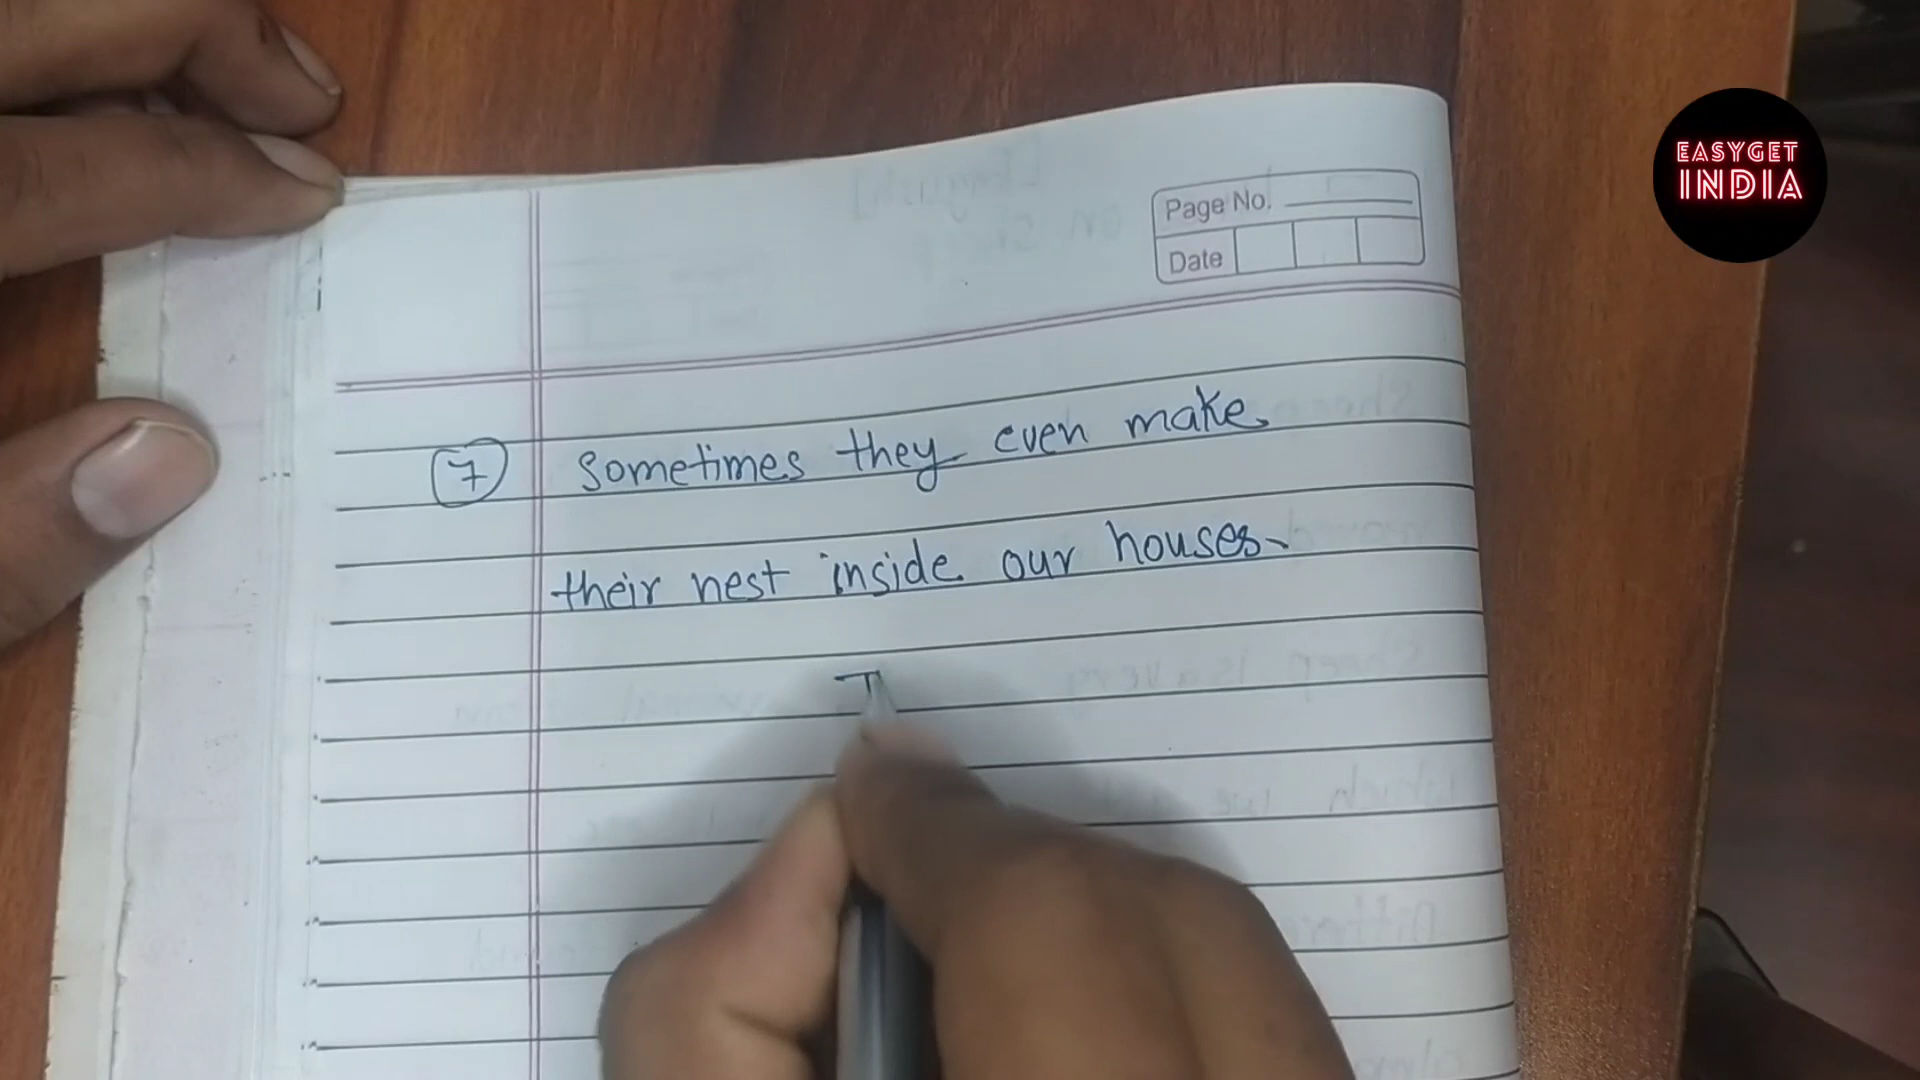 EASYGET
INDIA
Page No.
Date
7 Sometimes they even make
their nest inside our houses.
T